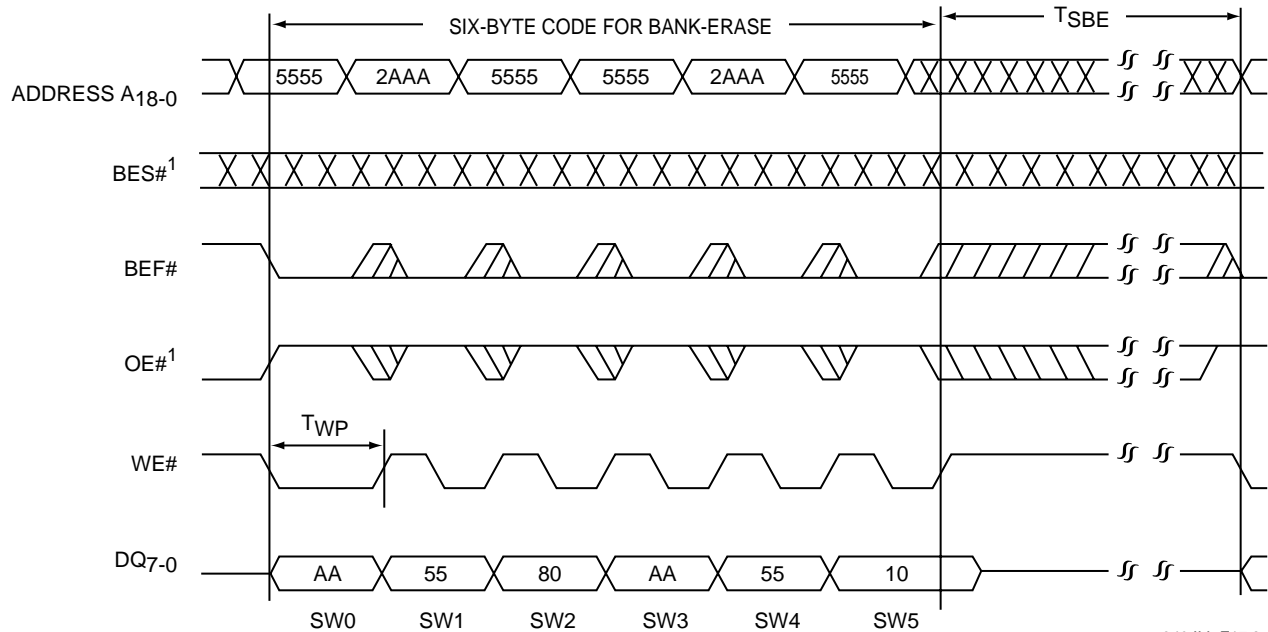 SIX-BYTE CODE FOR BANK-ERASE TSBE
ADDRESS A18-0 5555 2AAA 5555 5555 2AAA 5555
BES#1
BEF#
OE#1
TWP
WE#
DQ7-0 AA 55 80 AA 55 10
SW0 SW1 SW2 SW3 SW4 SW5